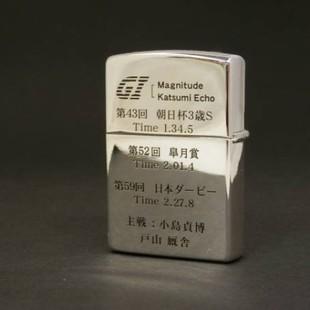 GI [ Magnitude
Katsumi Echo
第43回 朝日杯3歳S
Time 1.34.5
第52回 皐月賞
Time 2.01.4
第59回 日本ダービー
Time 2.27.8
主戦:小島貞博
戸山 厩舎